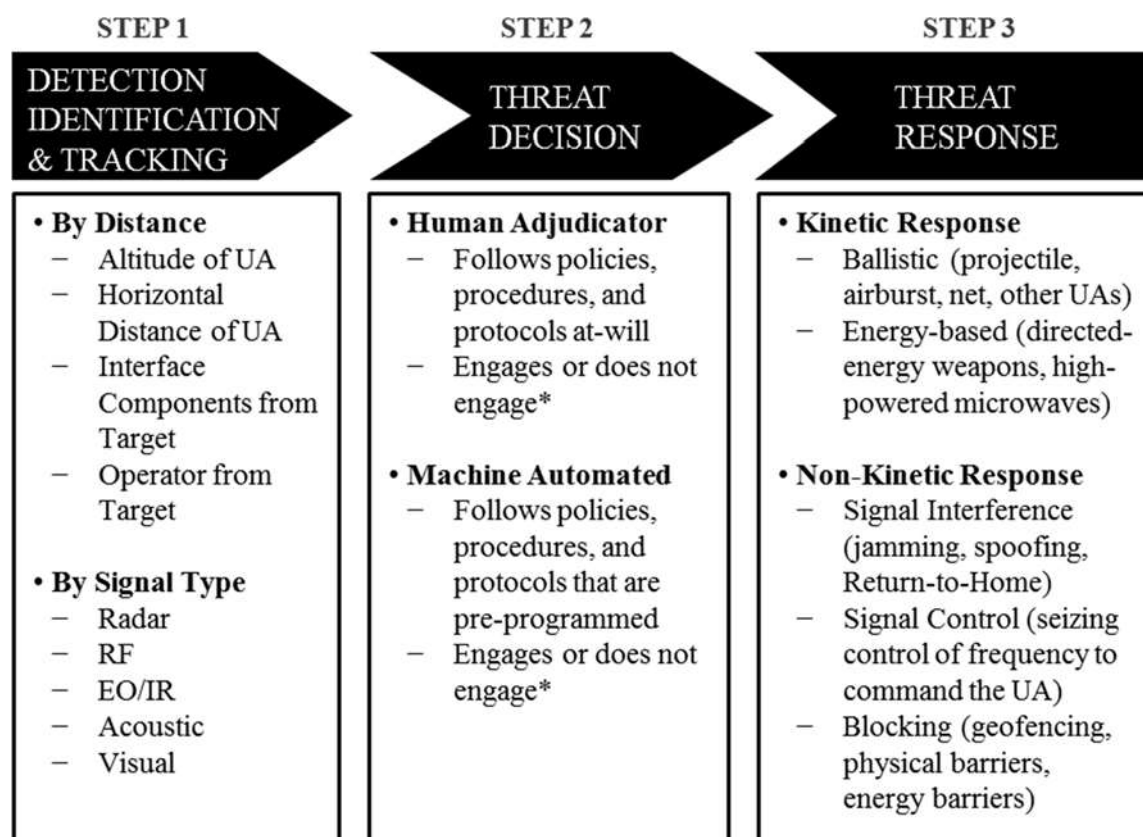 STEP 1
DETECTION
IDENTIFICATION
& TRACKING
• By Distance
– Altitude of UA
– Horizontal
Distance of UA
– Interface
Components from
Target
– Operator from
Target
• By Signal Type
– Radar
– RF
– EO/IR
– Acoustic
– Visual
STEP 2
THREAT
DECISION
• Human Adjudicator
– Follows policies,
procedures, and
protocols at-will
– Engages or does not
engage*
• Machine Automated
– Follows policies,
procedures, and
protocols that are
pre-programmed
– Engages or does not
engage*
STEP 3
THREAT
RESPONSE
• Kinetic Response
– Ballistic (projectile,
airburst, net, other UAs)
– Energy-based (directed-
energy weapons, high-
powered microwaves)
• Non-Kinetic Response
– Signal Interference
(jamming, spoofing,
Return-to-Home)
– Signal Control (seizing
control of frequency to
command the UA)
– Blocking (geofencing,
physical barriers,
energy barriers)